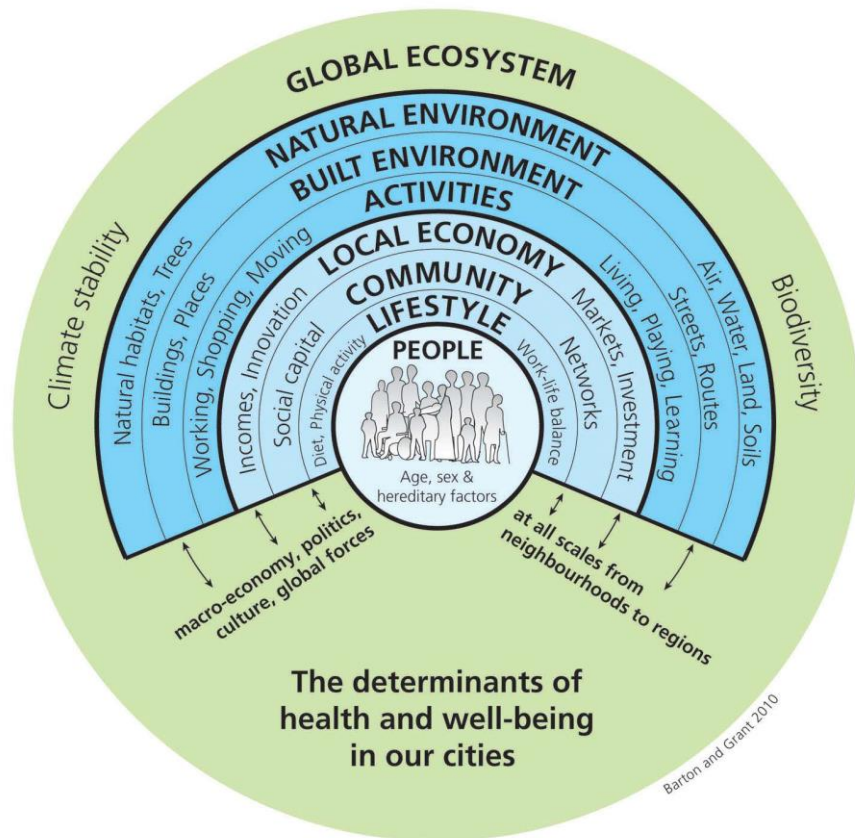 GLOBAL ECOSYSTEM
NATURAL ENVIRONMENT
BUILT ENVIRONMENT
ACTIVITIES
LOCAL ECONOMY
COMMUNITY
LIFESTYLE
PEOPLE
Age, sex &
hereditary factors
Climate stability
Natural habitats, Trees
Buildings, Places
Working, Shopping, Moving
Incomes, Innovation
Social capital
Diet, Physical activity
Work-life balance
Networks
Markets, Investment
Living, Playing, Learning
Streets, Routes
Air, Water, Land, Soils
Biodiversity
macro-economy, politics,
culture, global forces
at all scales from
neighbourhoods to regions
The determinants of
health and well-being
in our cities
Barton and Grant 2010